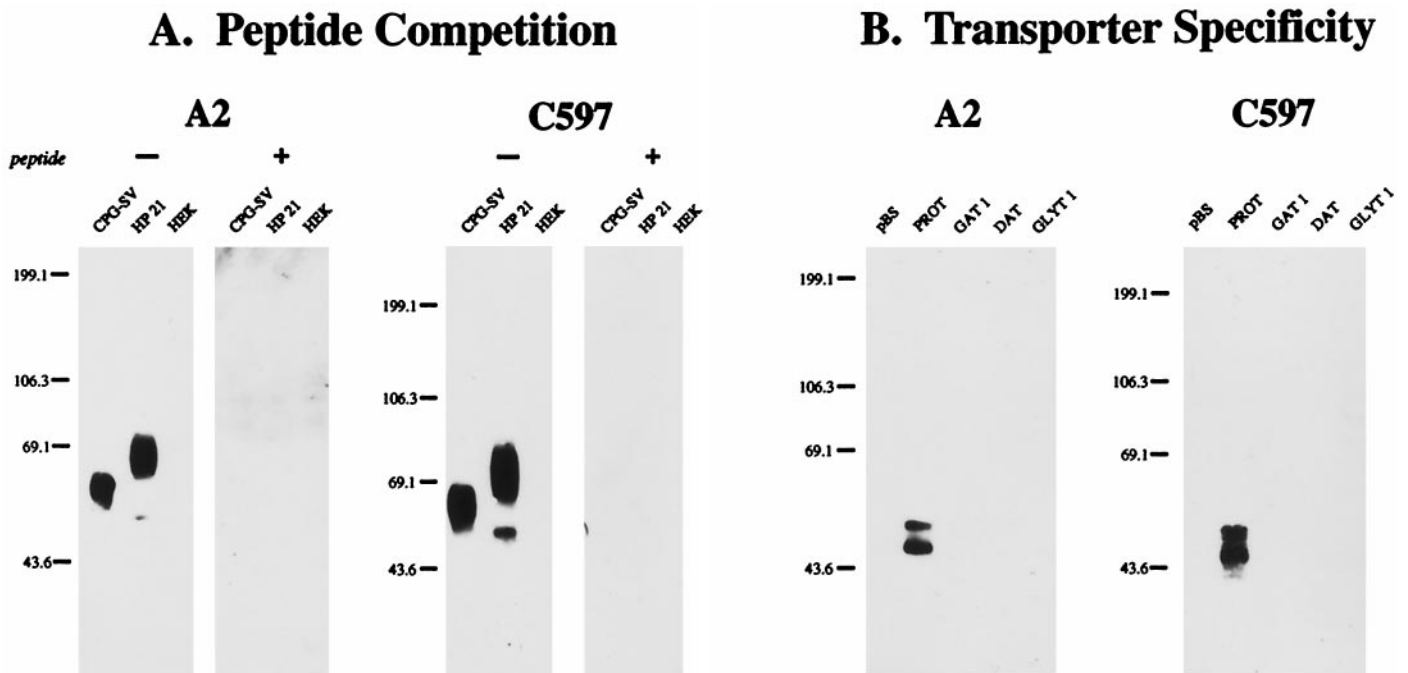 A. Peptide Competition
A2
C597
peptide
−
+
−
+
CPG-SV
HP 21
HEK
CPG-SV
HP 21
HEK
CPG-SV
HP 21
HEK
CPG-SV
HP 21
HEK
199.1
106.3
69.1
43.6
199.1
106.3
69.1
43.6
B. Transporter Specificity
A2
C597
pBS
PROT
GAT 1
DAT
GLYT 1
pBS
PROT
GAT 1
DAT
GLYT 1
199.1
106.3
69.1
43.6
199.1
106.3
69.1
43.6